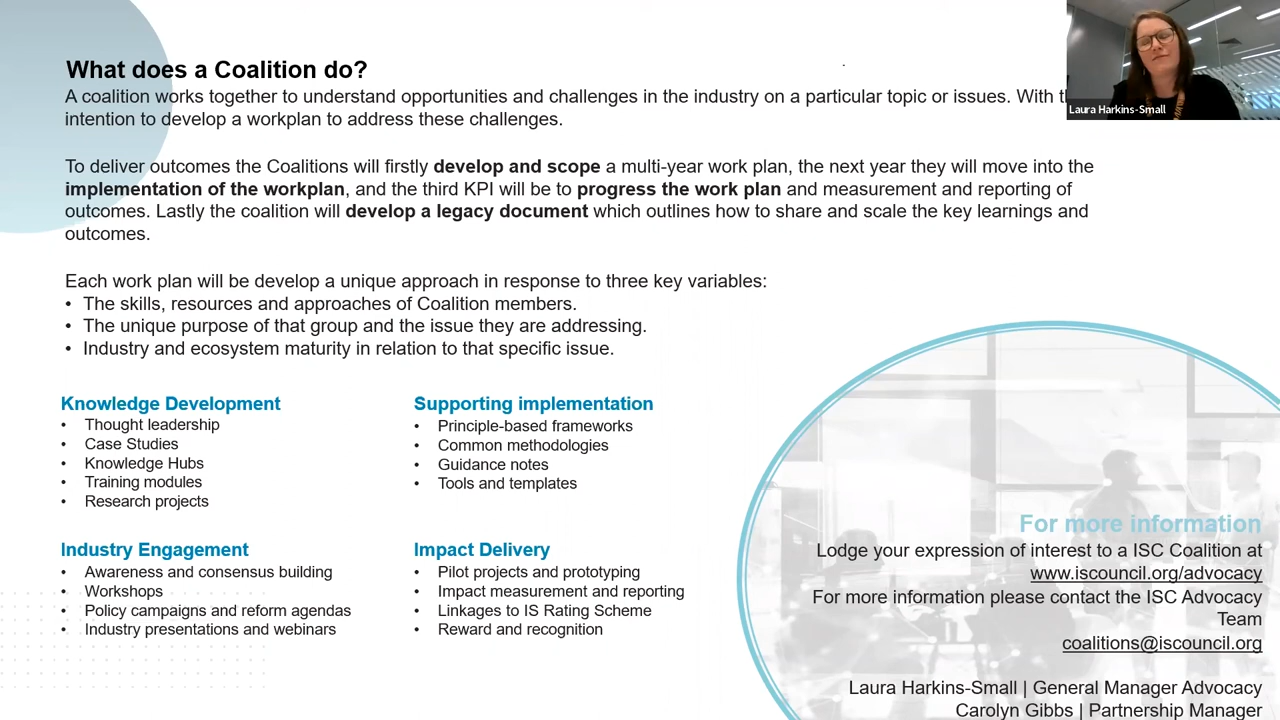 What does a Coalition do?
A coalition works together to understand opportunities and challenges in the industry on a particular topic or issues. With
intention to develop a workplan to address these challenges.
Laura Harkins-Small
To deliver outcomes the Coalitions will firstly develop and scope a multi-year work plan, the next year they will move into the
implementation of the workplan, and the third KPI will be to progress the work plan and measurement and reporting of
outcomes. Lastly the coalition will develop a legacy document which outlines how to share and scale the key learnings and
outcomes.
Each work plan will be develop a unique approach in response to three key variables:
• The skills, resources and approaches of Coalition members.
• The unique purpose of that group and the issue they are addressing.
• Industry and ecosystem maturity in relation to that specific issue.
Knowledge Development
• Thought leadership
• Case Studies
• Knowledge Hubs
• Training modules
• Research projects
Supporting implementation
• Principle-based frameworks
• Common methodologies
• Guidance notes
• Tools and templates
Industry Engagement
• Awareness and consensus building
• Workshops
• Policy campaigns and reform agendas
• Industry presentations and webinars
Impact Delivery
• Pilot projects and prototyping
• Impact measurement and reporting
• Linkages to IS Rating Scheme
• Reward and recognition
For more information
Lodge your expression of interest to a ISC Coalition at
www.iscouncil.org/advocacy
For more information please contact the ISC Advocacy
Team
coalitions@iscouncil.org
Laura Harkins-Small | General Manager Advocacy
Carolyn Gibbs | Partnership Manager